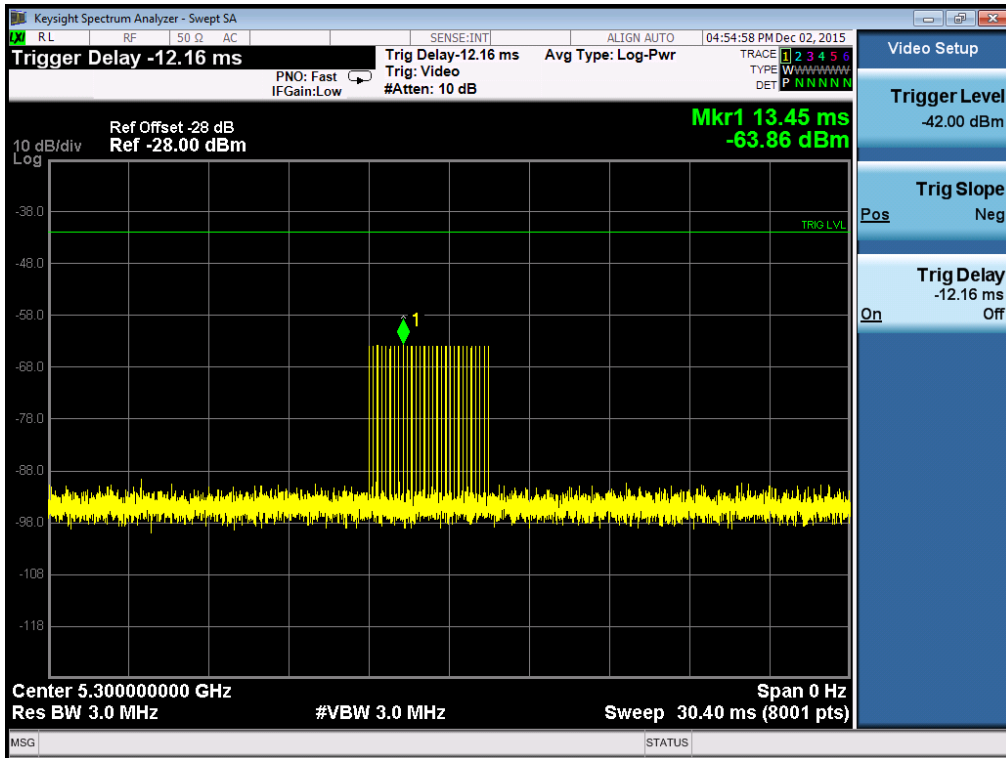 Keysight Spectrum Analyzer - Swept SA
LXI RL RF 50 Ω AC SENSE:INT ALIGN AUTO 04:54:58 PM Dec 02, 2015
Trigger Delay -12.16 ms
PNO: Fast
IFGain:Low
Trig Delay-12.16 ms
Trig: Video
#Atten: 10 dB
Avg Type: Log-Pwr
TRACE 1 2 3 4 5 6
TYPE WWWWWW
DET P N N N N N
Ref Offset -28 dB
10 dB/div Ref -28.00 dBm
Log
Mkr1 13.45 ms
-63.86 dBm
-38.0
TRIG LVL
-48.0
-58.0
1
-68.0
-78.0
-88.0
-98.0
-108
-118
Center 5.300000000 GHz Span 0 Hz
Res BW 3.0 MHz #VBW 3.0 MHz Sweep 30.40 ms (8001 pts)
MSG STATUS
Video Setup
Trigger Level
-42.00 dBm
Trig Slope
Pos Neg
Trig Delay
-12.16 ms
On Off